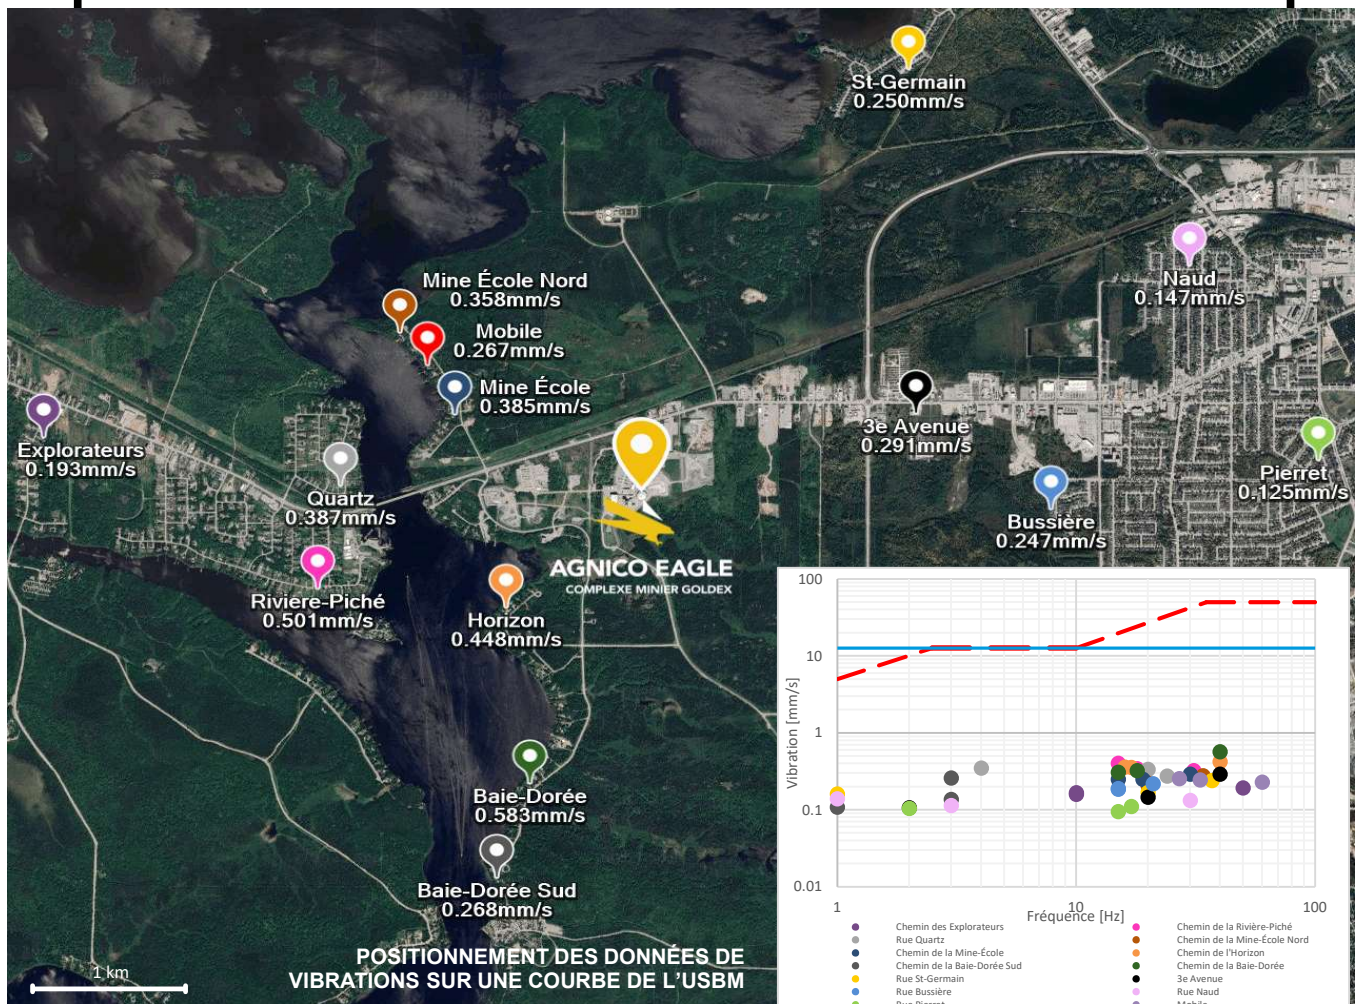 St-Germain
0.250mm/s
Naud
0.147mm/s
Mine École Nord
0.358mm/s
Mobile
0.267mm/s
Mine École
0.385mm/s
3e Avenue
0.291mm/s
Explorateurs
0.193mm/s
Pierret
0.125mm/s
Quartz
0.387mm/s
Bussière
0.247mm/s
AGNICO EAGLE
COMPLEXE MINIER GOLDEX
Rivière-Piché
0.501mm/s
Horizon
0.448mm/s
Baie-Dorée
0.583mm/s
Baie-Dorée Sud
0.268mm/s
POSITIONNEMENT DES DONNÉES DE
VIBRATIONS SUR UNE COURBE DE L'USBM
1 km
Vibration [mm/s]
100
10
1
0.1
0.01
1
10
100
Fréquence [Hz]
Chemin des Explorateurs
Chemin de la Rivière-Piché
Rue Quartz
Chemin de la Mine-École Nord
Chemin de la Mine-École
Chemin de l'Horizon
Chemin de la Baie-Dorée Sud
Chemin de la Baie-Dorée
Rue St-Germain
3e Avenue
Rue Bussière
Rue Naud
Rue Pierret
Mobile